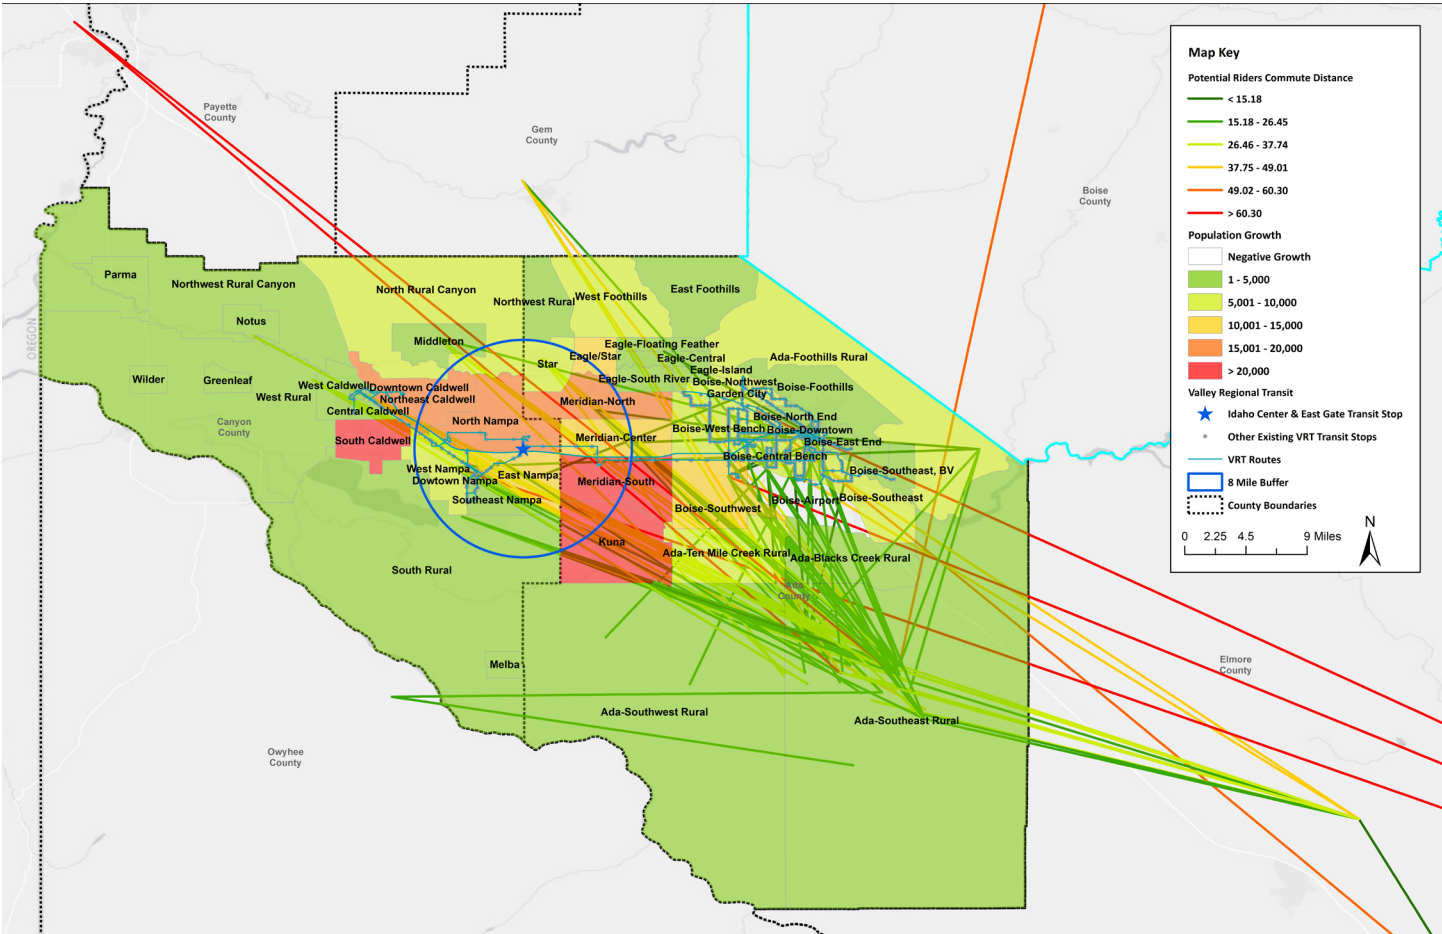 Map Key
Potential Riders Commute Distance
< 15.18
15.18 - 26.45
26.46 - 37.74
37.75 - 49.01
49.02 - 60.30
> 60.30
Population Growth
Negative Growth
1 - 5,000
5,001 - 10,000
10,001 - 15,000
15,001 - 20,000
> 20,000
Valley Regional Transit
Idaho Center & East Gate Transit Stop
Other Existing VRT Transit Stops
VRT Routes
8 Mile Buffer
County Boundaries
N
0 2.25 4.5 9 Miles
Payette
County
Gem
County
Boise
County
OREGON
Parma
Northwest Rural Canyon
North Rural Canyon
Northwest Rural
West Foothills
East Foothills
Notus
Middleton
Star
Eagle-Floating Feather
Eagle/Star
Eagle-Central
Ada-Foothills Rural
Eagle-Island
Wilder
Greenleaf
West Caldwell
Downtown Caldwell
Eagle-South River
Boise-Northwest
Boise-Foothills
West Rural
Northeast Caldwell
Meridian-North
Garden City
Central Caldwell
North Nampa
Boise-North End
Canyon
County
Boise-West Bench
Boise-Downtown
South Caldwell
Meridian-Center
Boise-East End
Boise-Central Bench
West Nampa
East Nampa
Boise-Southeast, BV
Dowtown Nampa
Meridian-South
Southeast Nampa
Boise-Airport
Boise-Southeast
Boise-Southwest
Kuna
Ada-Ten Mile Creek Rural
Ada-Blacks Creek Rural
South Rural
Ada
County
Melba
Elmore
County
Ada-Southwest Rural
Ada-Southeast Rural
Owyhee
County